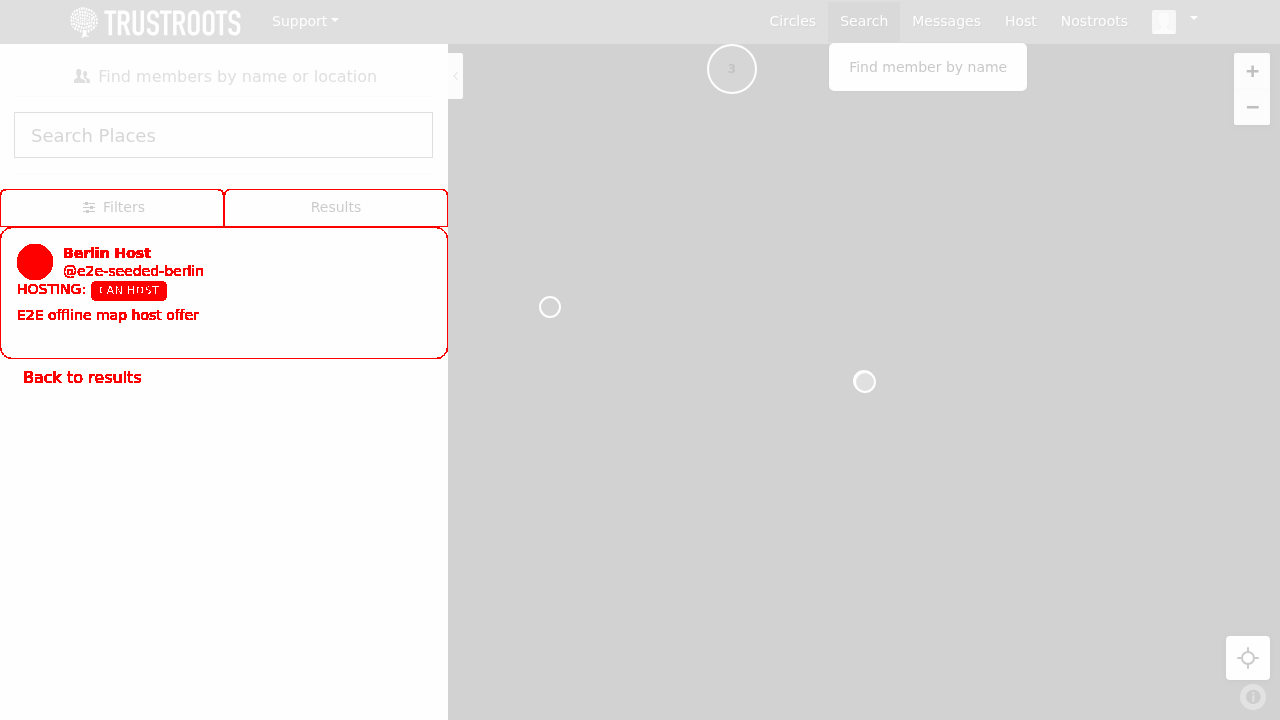 TRUSTROOTS
Support
Circles
Search
Messages
Host
Nostroots
Find members by name or location
3
Find member by name
Search Places
Filters
Results
Berlin Host
@e2e-seeded-berlin
HOSTING: CAN HOST
E2E offline map host offer
Back to results